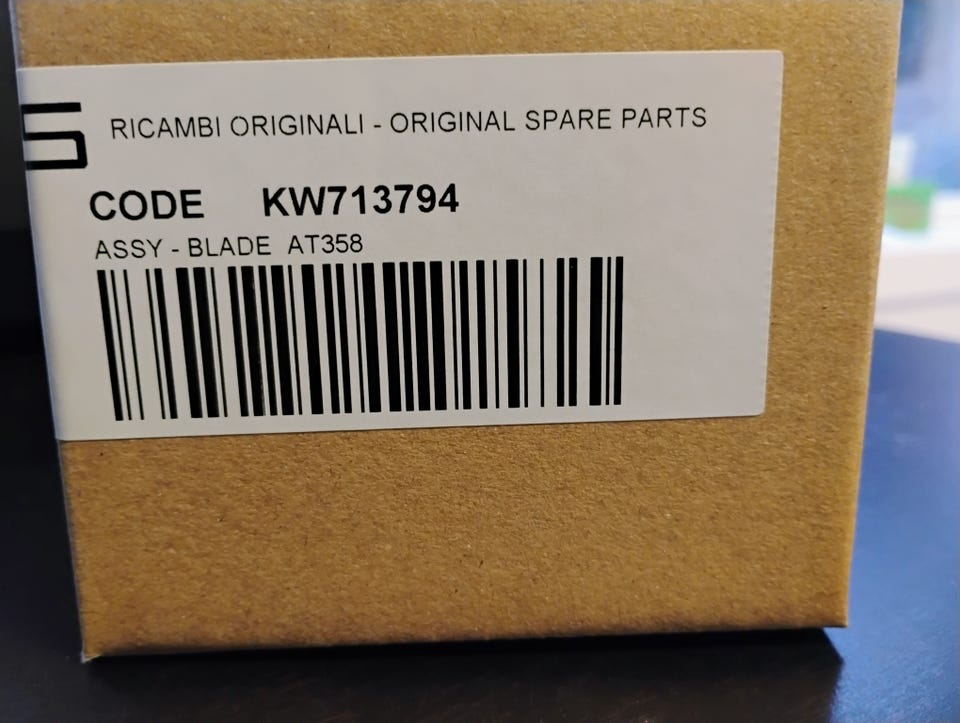 RICAMBI ORIGINALI - ORIGINAL SPARE PARTS
CODE KW713794
ASSY - BLADE AT358